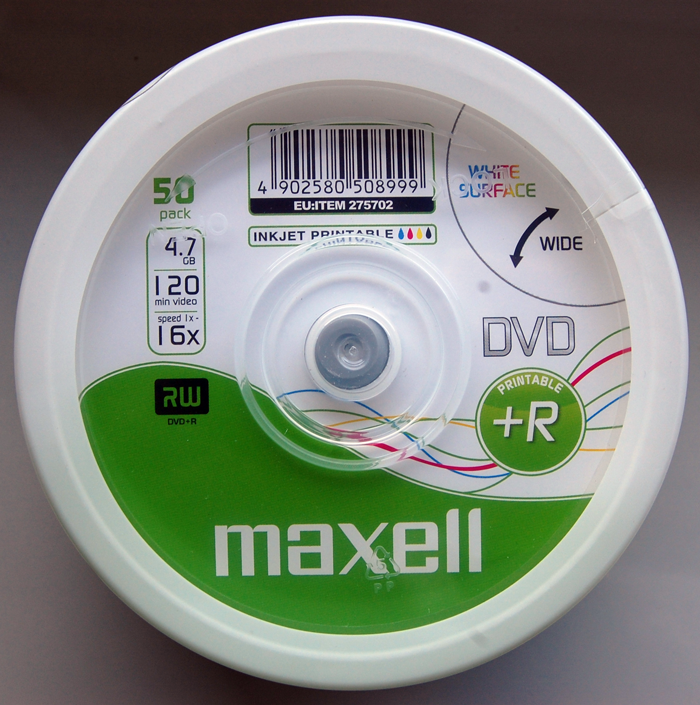 4 902580 508999
EU:ITEM 275702
INKJET PRINTABLE
50
pack
4.7
GB
120
min video
speed 1x-
16x
RW
DVD+R
WHITE
SURFACE
WIDE
DVD
PRINTABLE
+R
maxell
PP